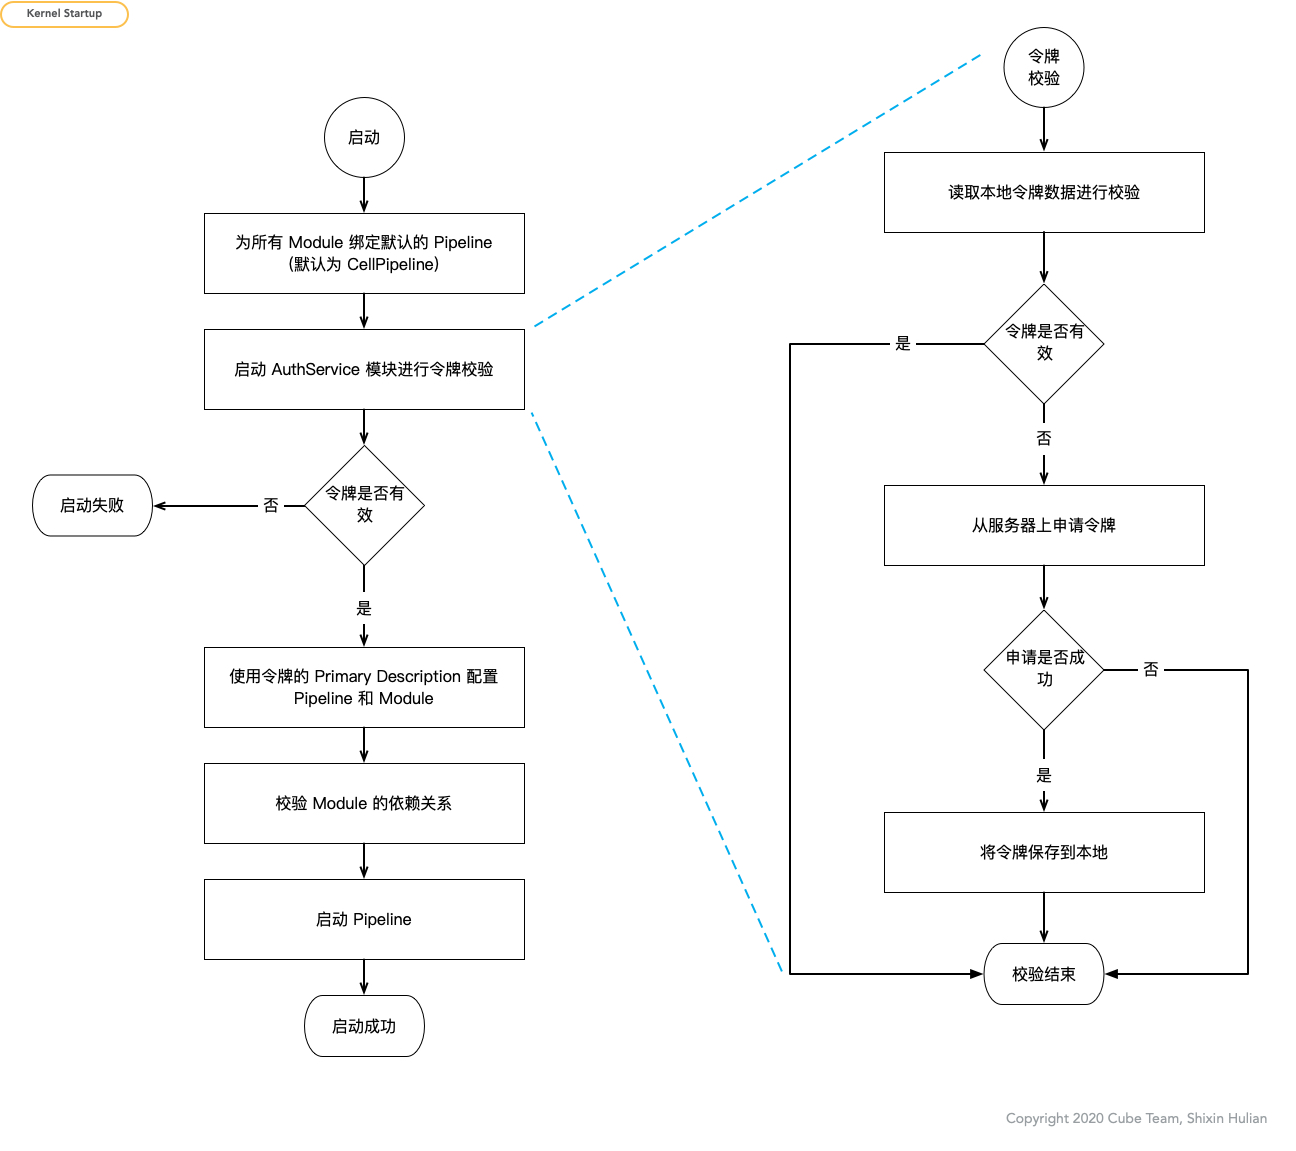 Kernel Startup
启动
为所有 Module 绑定默认的 Pipeline
（默认为 CellPipeline）
启动 AuthService 模块进行令牌校验
令牌是否有
效
否
启动失败
是
使用令牌的 Primary Description 配置
Pipeline 和 Module
校验 Module 的依赖关系
启动 Pipeline
启动成功
令牌
校验
读取本地令牌数据进行校验
令牌是否有
效
是
否
从服务器上申请令牌
申请是否成
功
否
是
将令牌保存到本地
校验结束
Copyright 2020 Cube Team, Shixin Hulian